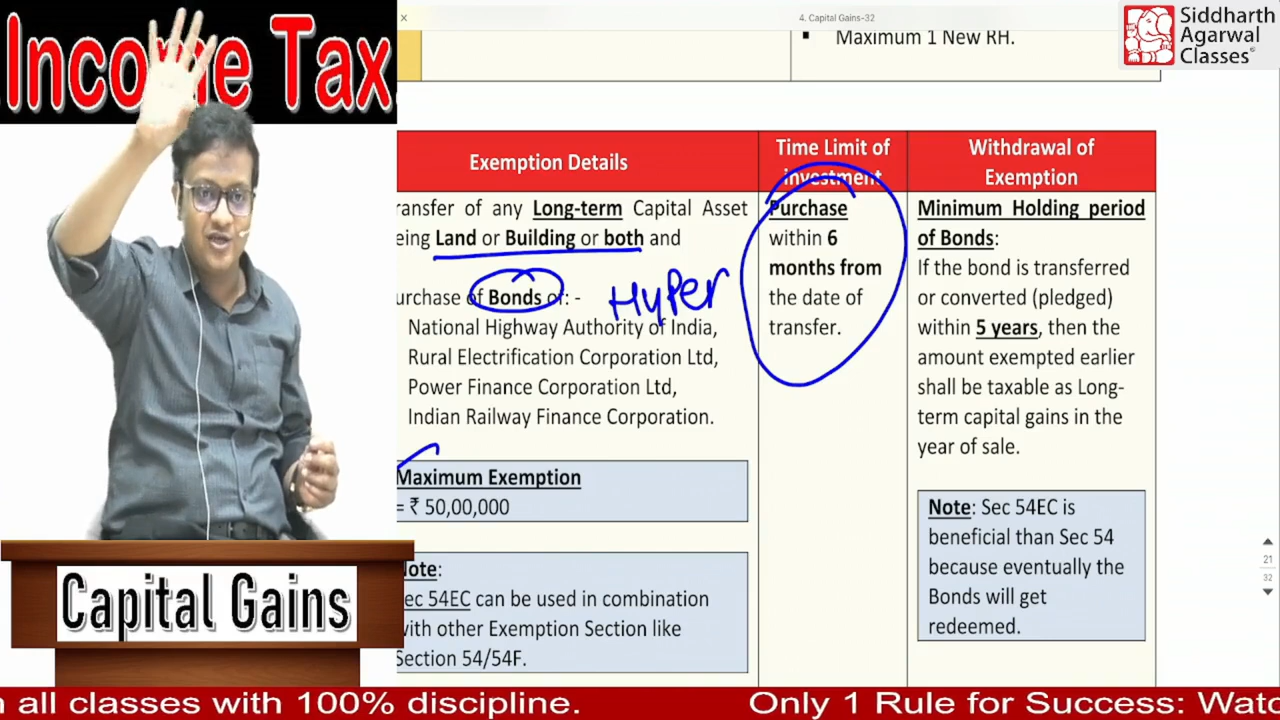 Income Tax
4. Capital Gains-32
Siddharth
Agarwal
Classes
▪ Maximum 1 New RH.
Exemption Details
Time Limit of
investment
Withdrawal of
Exemption
ransfer of any Long-term Capital Asset
eing Land or Building or both and
urchase of Bonds of: -
Hyper
National Highway Authority of India,
Rural Electrification Corporation Ltd,
Power Finance Corporation Ltd,
Indian Railway Finance Corporation.
Maximum Exemption
= ₹ 50,00,000
ote:
ec 54EC can be used in combination
with other Exemption Section like
Section 54/54F.
Purchase
within 6
months from
the date of
transfer.
Minimum Holding period
of Bonds:
If the bond is transferred
or converted (pledged)
within 5 years, then the
amount exempted earlier
shall be taxable as Long-
term capital gains in the
year of sale.
Note: Sec 54EC is
beneficial than Sec 54
because eventually the
Bonds will get
redeemed.
21
32
Capital Gains
n all classes with 100% discipline. Only 1 Rule for Success: Watc